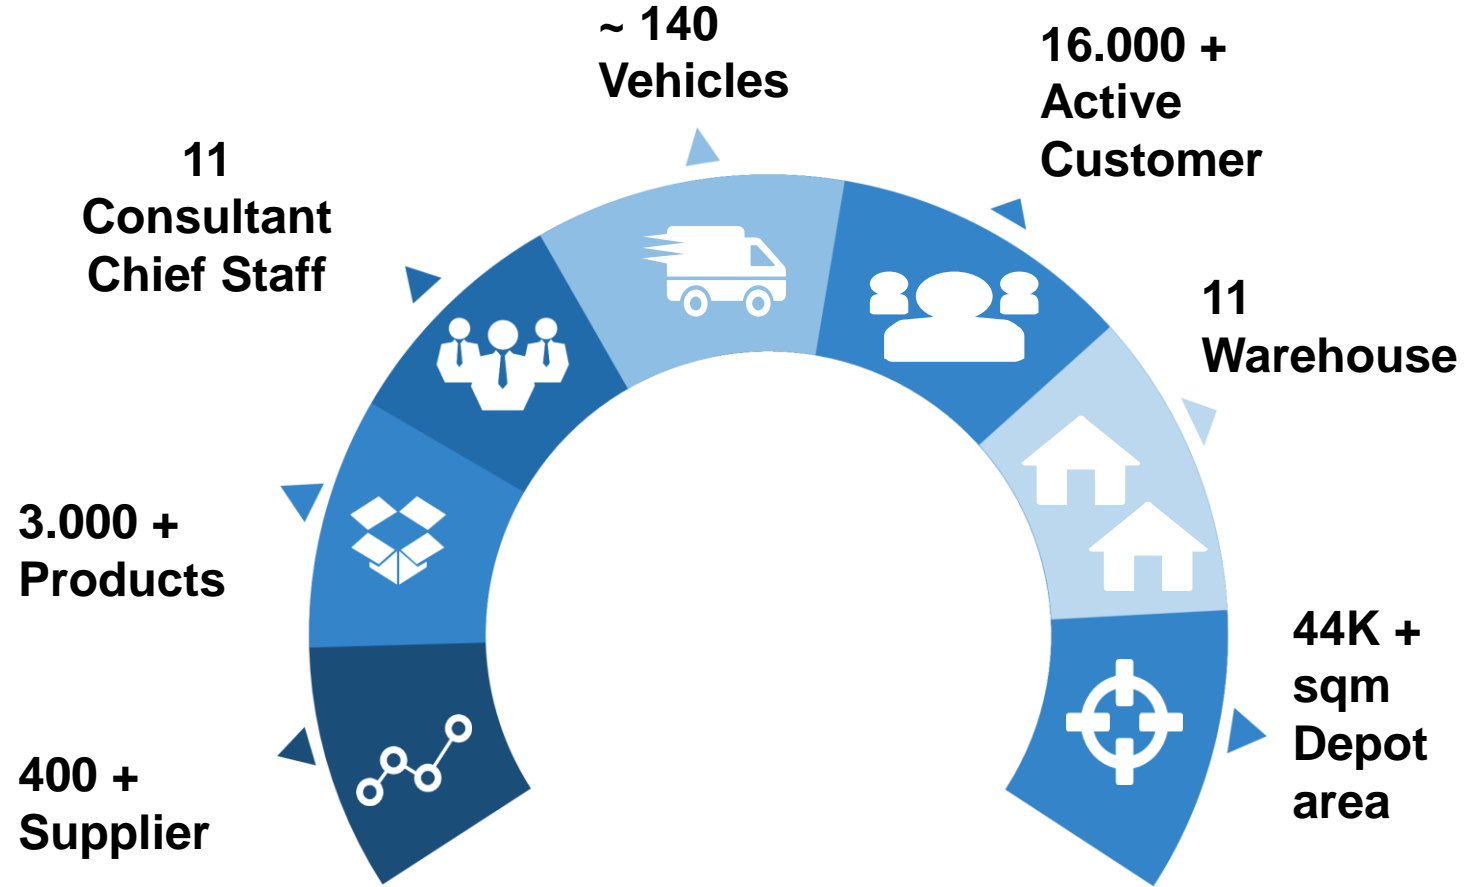 ~ 140
Vehicles
16.000 +
Active
Customer
11
Consultant
Chief Staff
11
Warehouse
3.000 +
Products
44K +
sqm
Depot
area
400 +
Supplier